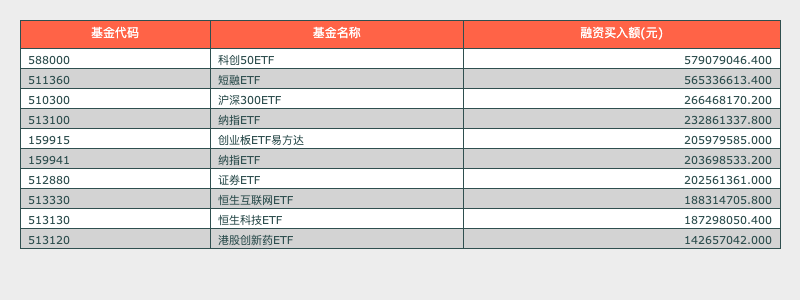 基金代码 基金名称 融资买入额(元)
588000 科创50ETF 579079046.400
511360 短融ETF 565336613.400
510300 沪深300ETF 266468170.200
513100 纳指ETF 232861337.800
159915 创业板ETF易方达 205979585.000
159941 纳指ETF 203698533.200
512880 证券ETF 202561361.000
513330 恒生互联网ETF 188314705.800
513130 恒生科技ETF 187298050.400
513120 港股创新药ETF 142657042.000